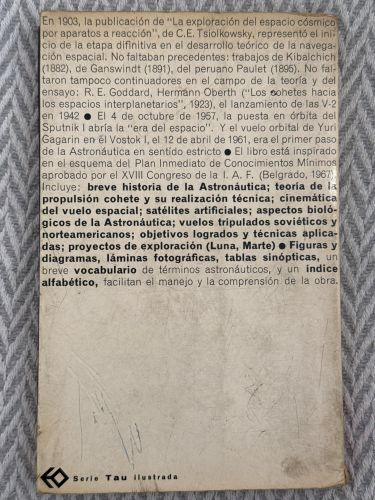 En 1903, la publicación de "La exploración del espacio cósmico
por aparatos a reacción", de C.E. Tsiolkowsky, representó el ini-
cio de la etapa difinitiva en el desarrollo teórico de la navega-
ción espacial. No faltaban precedentes: trabajos de Kibalchich
(1882), de Ganswindt (1891), del peruano Paulet (1895). No fal-
taron tampoco continuadores en el campo de la teoría y del
ensayo: R. E. Goddard, Hermann Oberth ("Los cohetes hacia
los espacios interplanetarios", 1923), el lanzamiento de las V-2
en 1942 ● El 4 de octubre de 1957, la puesta en órbita del
Sputnik I abría la "era del espacio". Y el vuelo orbital de Yuri
Gagarin en el Vostok I, el 12 de abril de 1961, era el primer paso
de la Astronáutica en sentido estricto ● El libro está inspirado
en el esquema del Plan Inmediato de Conocimientos Mínimos
aprobado por el XVIII Congreso de la I. A. F. (Belgrado, 1967).
Incluye: breve historia de la Astronáutica; teoría de la
propulsión cohete y su realización técnica; cinemática
del vuelo espacial; satélites artificiales; aspectos bioló-
gicos de la Astronáutica; vuelos tripulados soviéticos y
norteamericanos; objetivos logrados y técnicas aplica-
das; proyectos de exploración (Luna, Marte) ● Figuras y
diagramas, láminas fotográficas, tablas sinópticas, un
breve vocabulario de términos astronáuticos, y un índice
alfabético, facilitan el manejo y la comprensión de la obra.
Serie Tau ilustrada